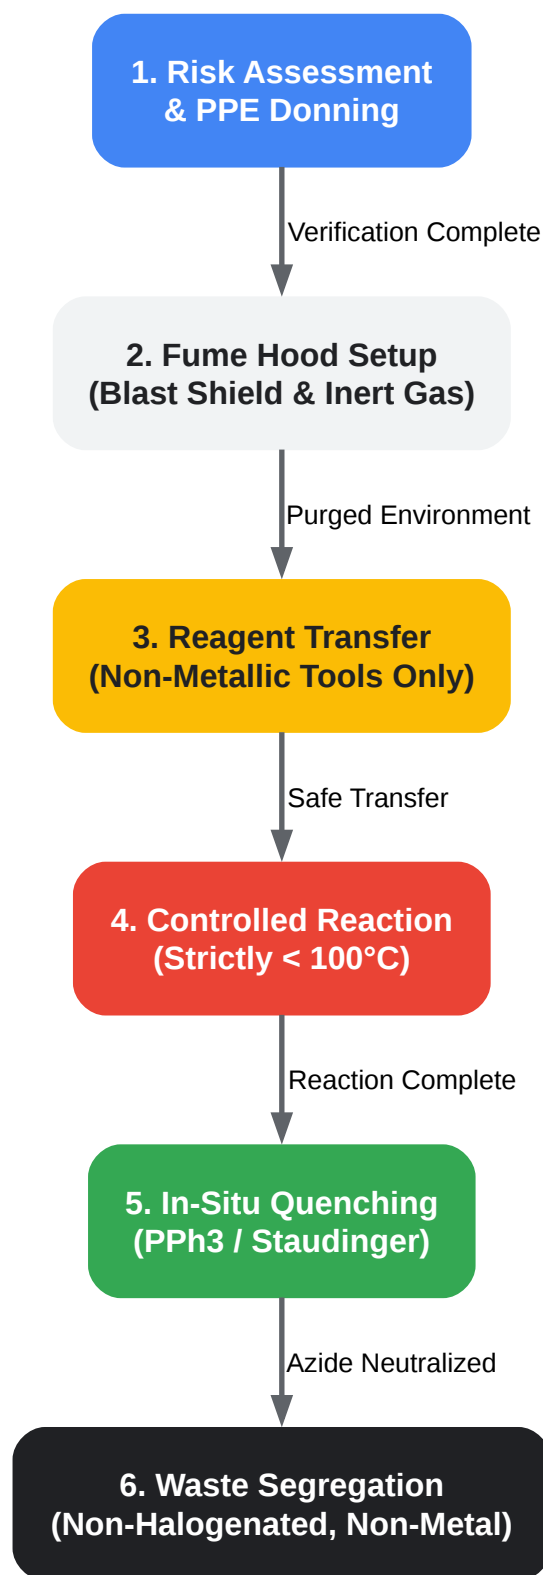 1. Risk Assessment
& PPE Donning
Verification Complete
2. Fume Hood Setup
(Blast Shield & Inert Gas)
Purged Environment
3. Reagent Transfer
(Non-Metallic Tools Only)
Safe Transfer
4. Controlled Reaction
(Strictly < 100°C)
Reaction Complete
5. In-Situ Quenching
(PPh3 / Staudinger)
Azide Neutralized
6. Waste Segregation
(Non-Halogenated, Non-Metal)